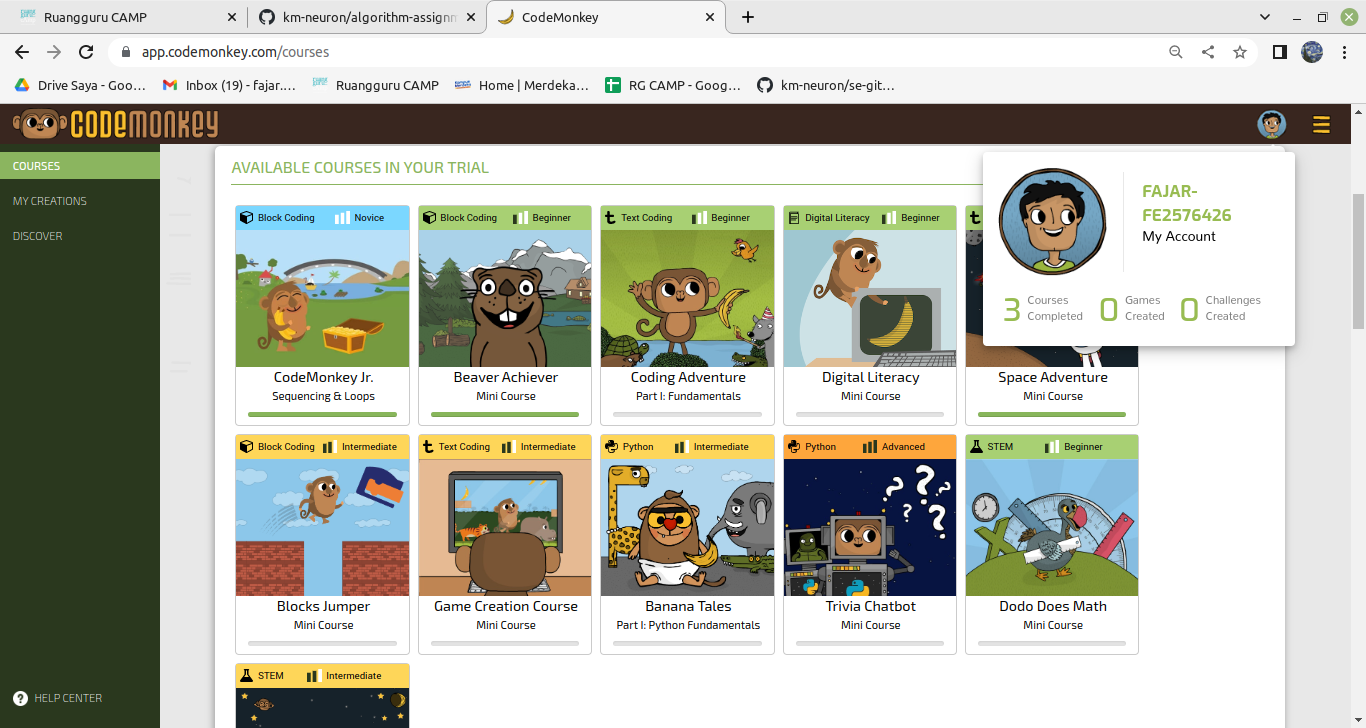 Ruangguru CAMP
km-neuron/algorithm-assignm
CodeMonkey
app.codemonkey.com/courses
Drive Saya - Goo…
Inbox (19) - fajar.…
Ruangguru CAMP
Home | Merdeka…
RG CAMP - Goog…
km-neuron/se-git…
CODEMONKEY
COURSES
MY CREATIONS
DISCOVER
HELP CENTER
AVAILABLE COURSES IN YOUR TRIAL
FAJAR-
FE2576426
My Account
3 Courses Completed
0 Games Created
0 Challenges Created
Block Coding Novice
CodeMonkey Jr.
Sequencing & Loops
Block Coding Beginner
Beaver Achiever
Mini Course
Text Coding Beginner
Coding Adventure
Part I: Fundamentals
Digital Literacy Beginner
Digital Literacy
Mini Course
Space Adventure
Mini Course
Block Coding Intermediate
Blocks Jumper
Mini Course
Text Coding Intermediate
Game Creation Course
Mini Course
Python Intermediate
Banana Tales
Part I: Python Fundamentals
Python Advanced
? ? ? ?
Trivia Chatbot
Mini Course
STEM Beginner
Dodo Does Math
Mini Course
STEM Intermediate